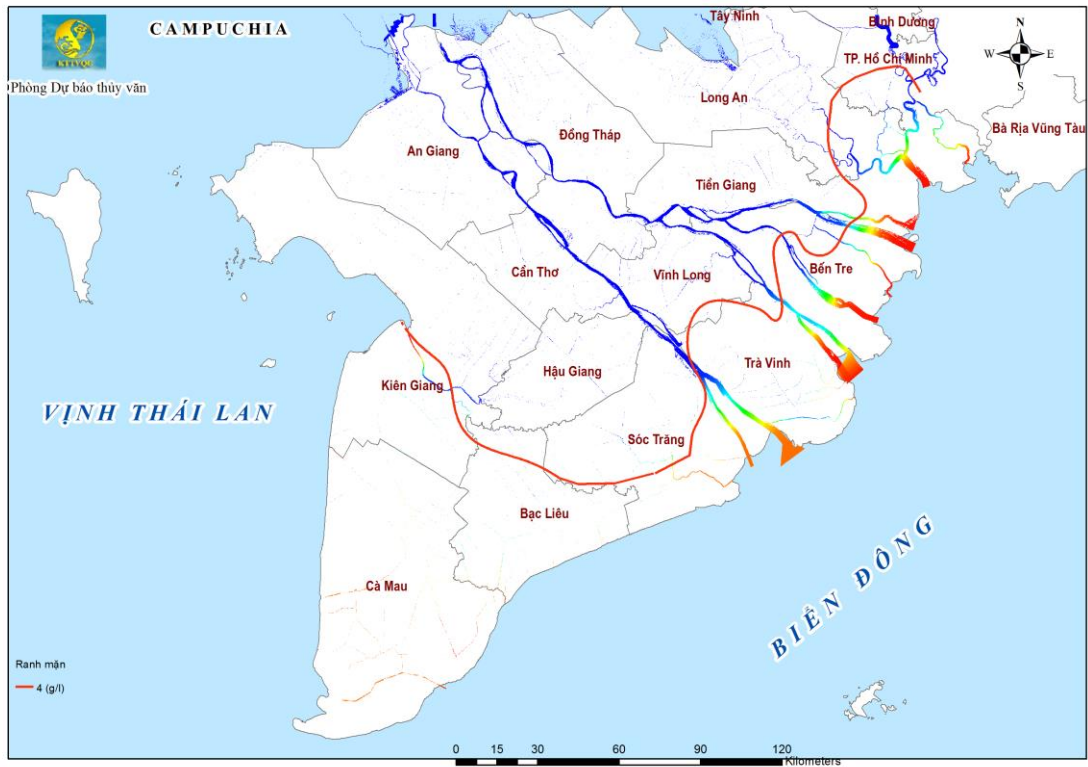 CAMPUCHIA
Tây Ninh
Bình Dương
N
W
E
S
KTTVQG
Phòng Dự báo thủy văn
TP. Hồ Chí Minh
Long An
Bà Rịa Vũng Tàu
Đồng Tháp
An Giang
Tiền Giang
Cần Thơ
Vĩnh Long
Bến Tre
Trà Vinh
Hậu Giang
Kiên Giang
VỊNH THÁI LAN
Sóc Trăng
Bạc Liêu
BIỂN ĐÔNG
Cà Mau
Ranh mặn
4 (g/l)
0 15 30 60 90 120
Kilometers